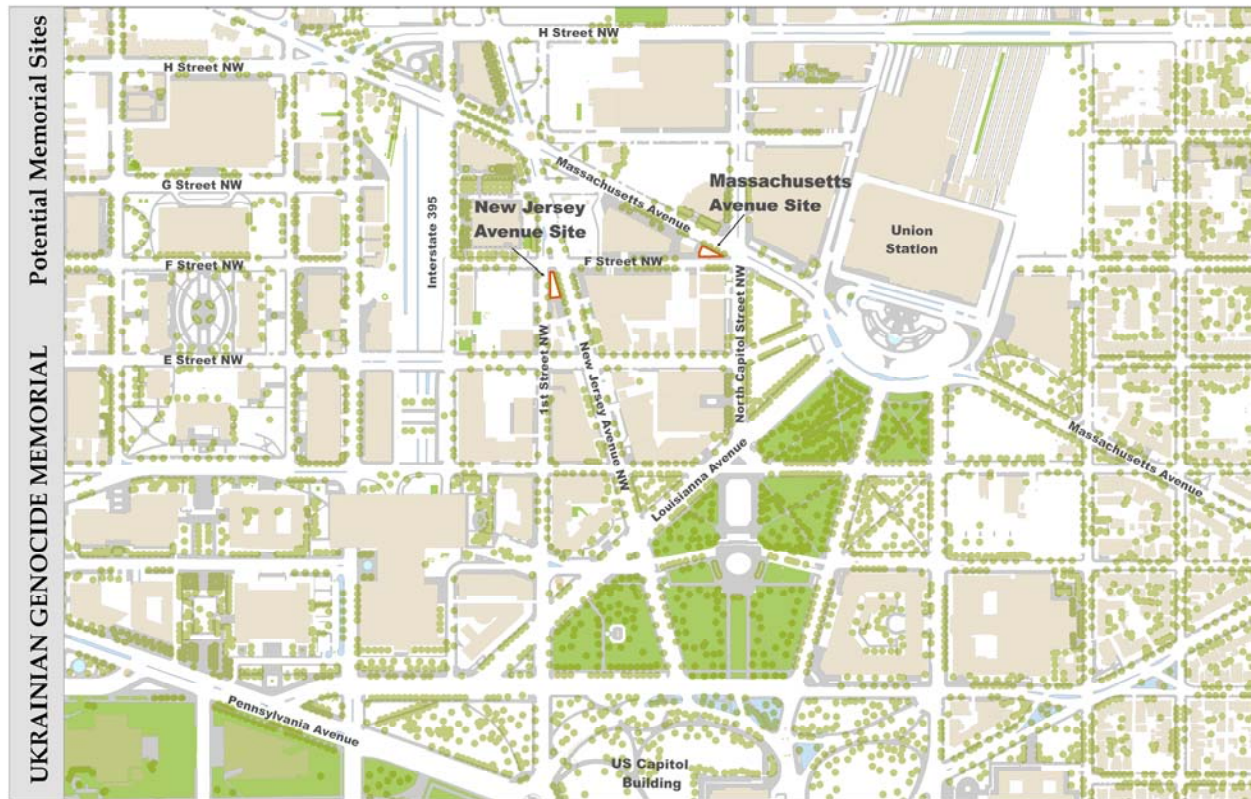 UKRAINIAN GENOCIDE MEMORIAL Potential Memorial Sites
H Street NW
H Street NW
Massachusetts Avenue
Massachusetts
Avenue Site
G Street NW
New Jersey
Avenue Site
Interstate 395
Union
Station
F Street NW
F Street NW
E Street NW
1st Street NW
New Jersey Avenue NW
North Capitol Street NW
Louisianna Avenue
Massachusetts Avenue
Pennsylvania Avenue
US Capitol
Building